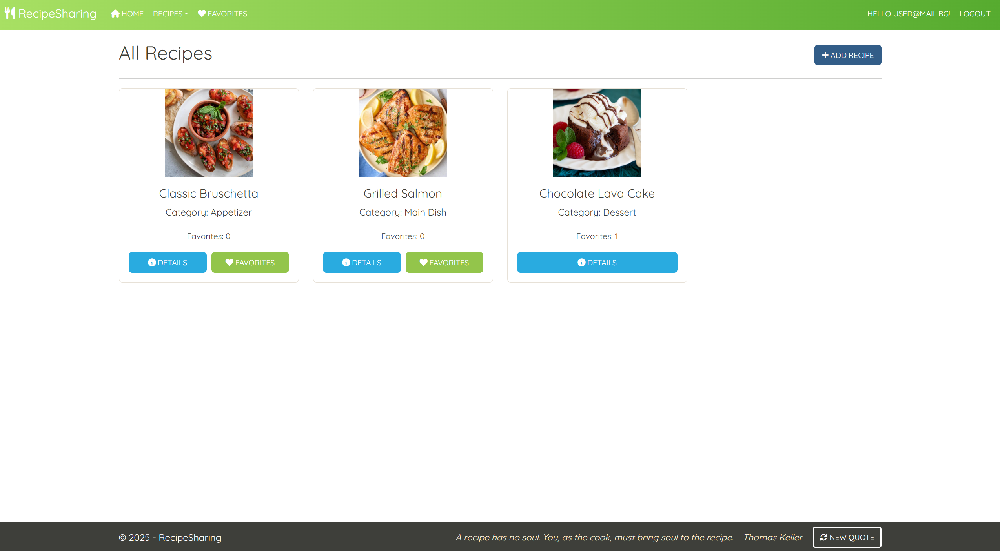 RecipeSharing HOME RECIPES FAVORITES HELLO USER@MAIL.BG! LOGOUT
All Recipes
ADD RECIPE
Classic Bruschetta
Category: Appetizer
Favorites: 0
DETAILS FAVORITES
Grilled Salmon
Category: Main Dish
Favorites: 0
DETAILS FAVORITES
Chocolate Lava Cake
Category: Dessert
Favorites: 1
DETAILS
© 2025 - RecipeSharing
A recipe has no soul. You, as the cook, must bring soul to the recipe. – Thomas Keller
NEW QUOTE